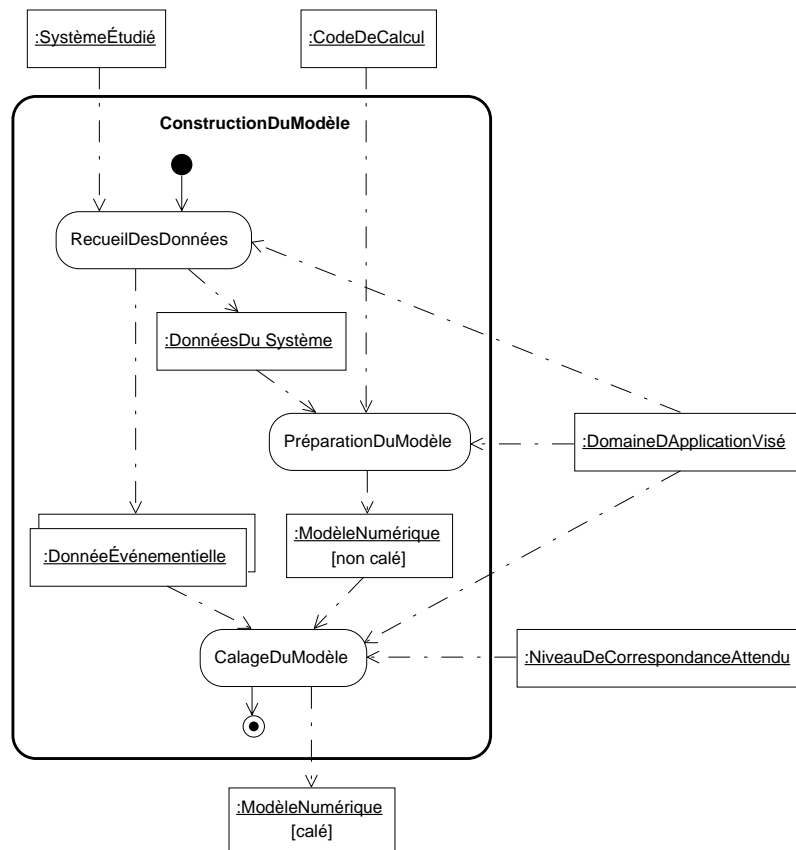 :SystèmeÉtudié
:CodeDeCalcul
ConstructionDuModèle
RecueilDesDonnées
:DonnéesDu Système
PréparationDuModèle
:DomaineDApplicationVisé
:ModèleNumérique
[non calé]
:DonnéeÉvénementielle
CalageDuModèle
:NiveauDeCorrespondanceAttendu
:ModèleNumérique
[calé]